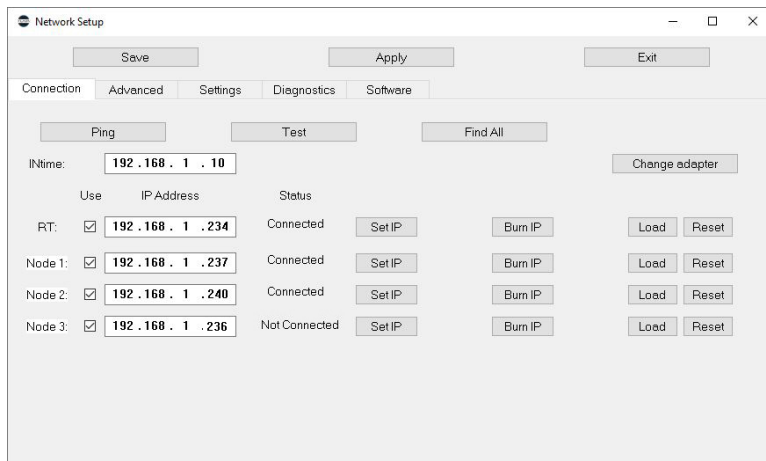 Network Setup
Save Apply Exit
Connection Advanced Settings Diagnostics Software
Ping Test Find All
INtime: 192 . 168 . 1 . 10 Change adapter
Use IP Address Status
RT: 192 . 168 . 1 . 234 Connected Set IP Burn IP Load Reset
Node 1: 192 . 168 . 1 . 237 Connected Set IP Burn IP Load Reset
Node 2: 192 . 168 . 1 . 240 Connected Set IP Burn IP Load Reset
Node 3: 192 . 168 . 1 . 236 Not Connected Set IP Burn IP Load Reset